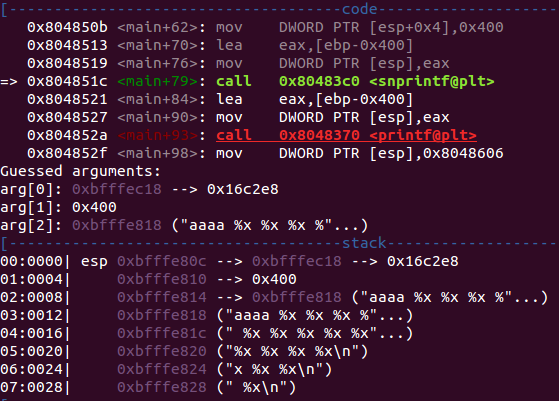 [-------------------------------------code-------------------------------------
0x804850b <main+62>: mov    DWORD PTR [esp+0x4],0x400
0x8048513 <main+70>: lea    eax,[ebp-0x400]
0x8048519 <main+76>: mov    DWORD PTR [esp],eax
=> 0x804851c <main+79>: call   0x80483c0 <snprintf@plt>
0x8048521 <main+84>: lea    eax,[ebp-0x400]
0x8048527 <main+90>: mov    DWORD PTR [esp],eax
0x804852a <main+93>: call   0x8048370 <printf@plt>
0x804852f <main+98>: mov    DWORD PTR [esp],0x8048606
Guessed arguments:
arg[0]: 0xbfffec18 --> 0x16c2e8
arg[1]: 0x400
arg[2]: 0xbfffe818 ("aaaa %x %x %x %"...)
[-------------------------------------stack-------------------------------------
00:0000| esp 0xbfffe80c --> 0xbfffec18 --> 0x16c2e8
01:0004|     0xbfffe810 --> 0x400
02:0008|     0xbfffe814 --> 0xbfffe818 ("aaaa %x %x %x %"...)
03:0012|     0xbfffe818 ("aaaa %x %x %x %"...)
04:0016|     0xbfffe81c (" %x %x %x %x %x"...)
05:0020|     0xbfffe820 ("%x %x %x %x\n")
06:0024|     0xbfffe824 ("x %x %x\n")
07:0028|     0xbfffe828 (" %x\n")